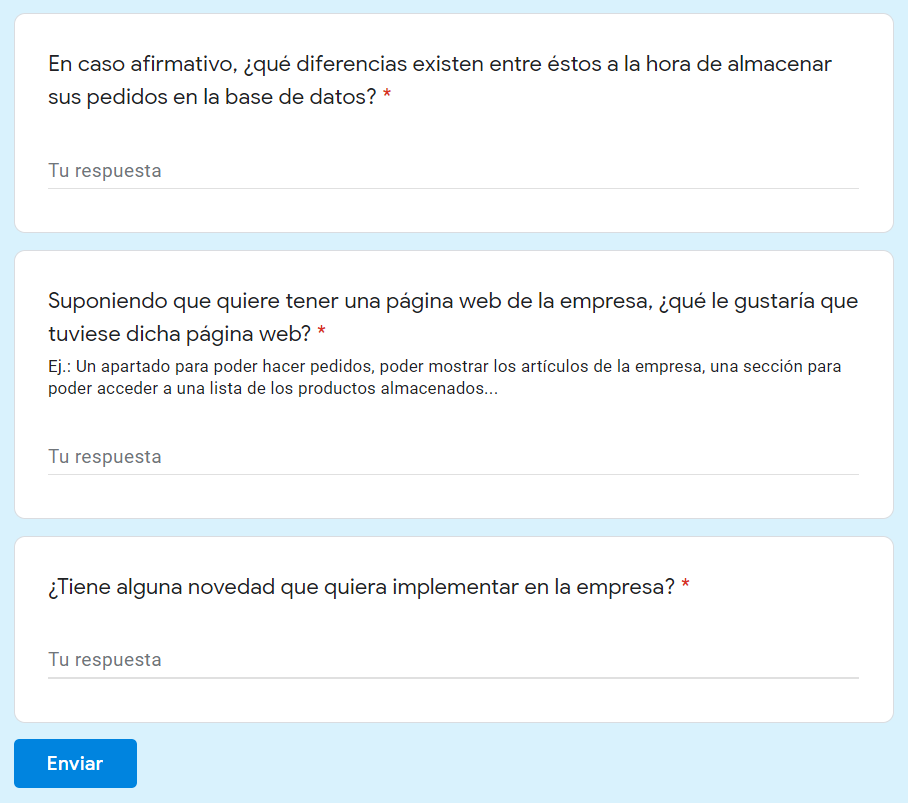 En caso afirmativo, ¿qué diferencias existen entre éstos a la hora de almacenar
sus pedidos en la base de datos? *
Tu respuesta
Suponiendo que quiere tener una página web de la empresa, ¿qué le gustaría que
tuviese dicha página web? *
Ej.: Un apartado para poder hacer pedidos, poder mostrar los artículos de la empresa, una sección para
poder acceder a una lista de los productos almacenados...
Tu respuesta
¿Tiene alguna novedad que quiera implementar en la empresa? *
Tu respuesta
Enviar